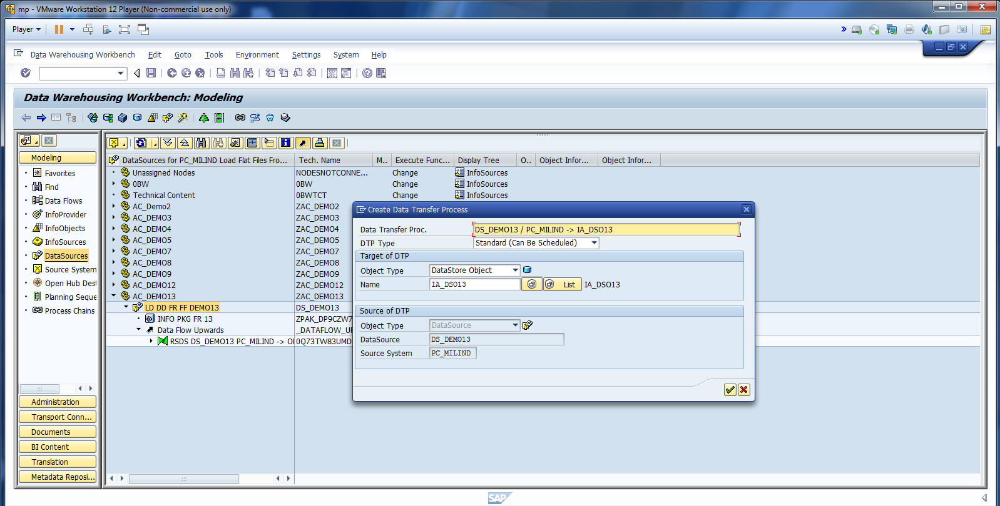 mp - VMware Workstation 12 Player (Non-commercial use only)
Player
Data Warehousing Workbench Edit Goto Tools Environment Settings System Help
Data Warehousing Workbench: Modeling
Modeling
Favorites
Find
Data Flows
InfoProvider
InfoObjects
InfoSources
DataSources
Source System
Open Hub Dest
Planning Seque
Process Chains
Administration
Transport Conn...
Documents
BI Content
Translation
Metadata Reposi...
DataSources for PC_MILIND Load Flat Files Fro... Tech. Name M.. Execute Func... Display Tree O.. Object Infor... Object Infor...
Unassigned Nodes NODESNOTCONNE... Change InfoSources
0BW 0BW Change InfoSources
Technical Content 0BWTCT Change InfoSources
AC_Demo2 ZAC_DEMO2
AC_DEMO3 ZAC_DEMO3
AC_DEMO4 ZAC_DEMO4
AC_DEMO5 ZAC_DEMO5
AC_DEMO7 ZAC_DEMO7
AC_DEMO8 ZAC_DEMO8
AC_DEMO9 ZAC_DEMO9
AC_DEMO12 ZAC_DEMO12
AC_DEMO13 ZAC_DEMO13
LD DD FR FF DEMO13 DS_DEMO13
INFO PKG FR 13 ZPAK_DP9CZW7
Data Flow Upwards _DATAFLOW_UP
RSDS DS_DEMO13 PC_MILIND -> O 0Q73TW83UMD
Create Data Transfer Process
Data Transfer Proc. DS_DEMO13 / PC_MILIND -> IA_DSO13
DTP Type Standard (Can Be Scheduled)
Target of DTP
Object Type DataStore Object
Name IA_DSO13 List IA_DSO13
Source of DTP
Object Type DataSource
DataSource DS_DEMO13
Source System PC_MILIND
SAP